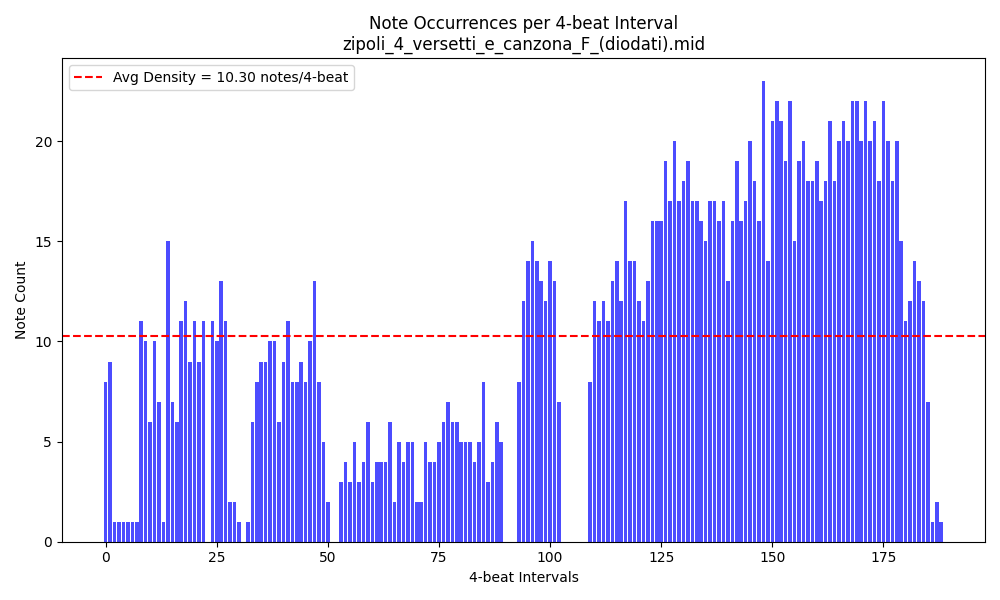 Note Occurrences per 4-beat Interval
zipoli_4_versetti_e_canzona_F_(diodati).mid
Avg Density = 10.30 notes/4-beat
Note Count
20
15
10
5
0
0 25 50 75 100 125 150 175
4-beat Intervals